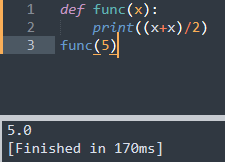 1 def func(x):
2     print((x+x)/2)
3 func(5)
5.0
[Finished in 170ms]